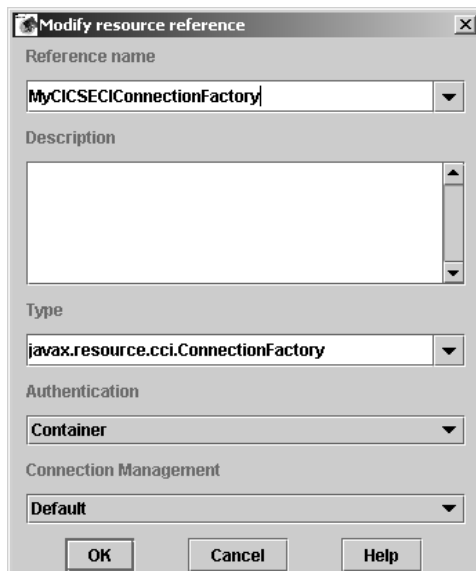 Modify resource reference
Reference name
MyCICSECIConnectionFactory
Description
Type
javax.resource.cci.ConnectionFactory
Authentication
Container
Connection Management
Default
OK Cancel Help